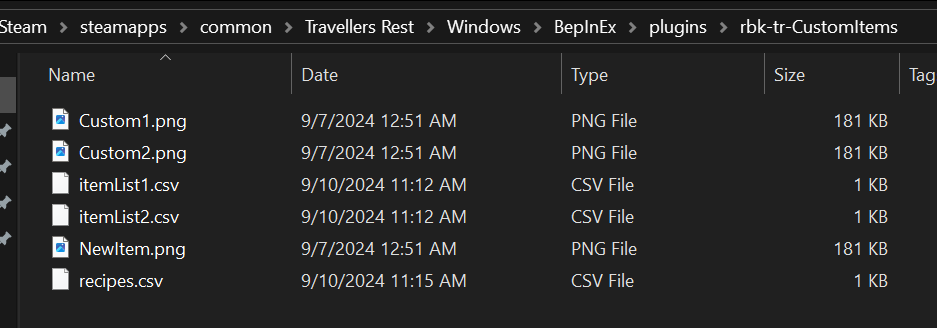 Steam > steamapps > common > Travellers Rest > Windows > BepInEx > plugins > rbk-tr-CustomItems
Name Date Type Size Tag
Custom1.png 9/7/2024 12:51 AM PNG File 181 KB
Custom2.png 9/7/2024 12:51 AM PNG File 181 KB
itemList1.csv 9/10/2024 11:12 AM CSV File 1 KB
itemList2.csv 9/10/2024 11:12 AM CSV File 1 KB
NewItem.png 9/7/2024 12:51 AM PNG File 181 KB
recipes.csv 9/10/2024 11:15 AM CSV File 1 KB